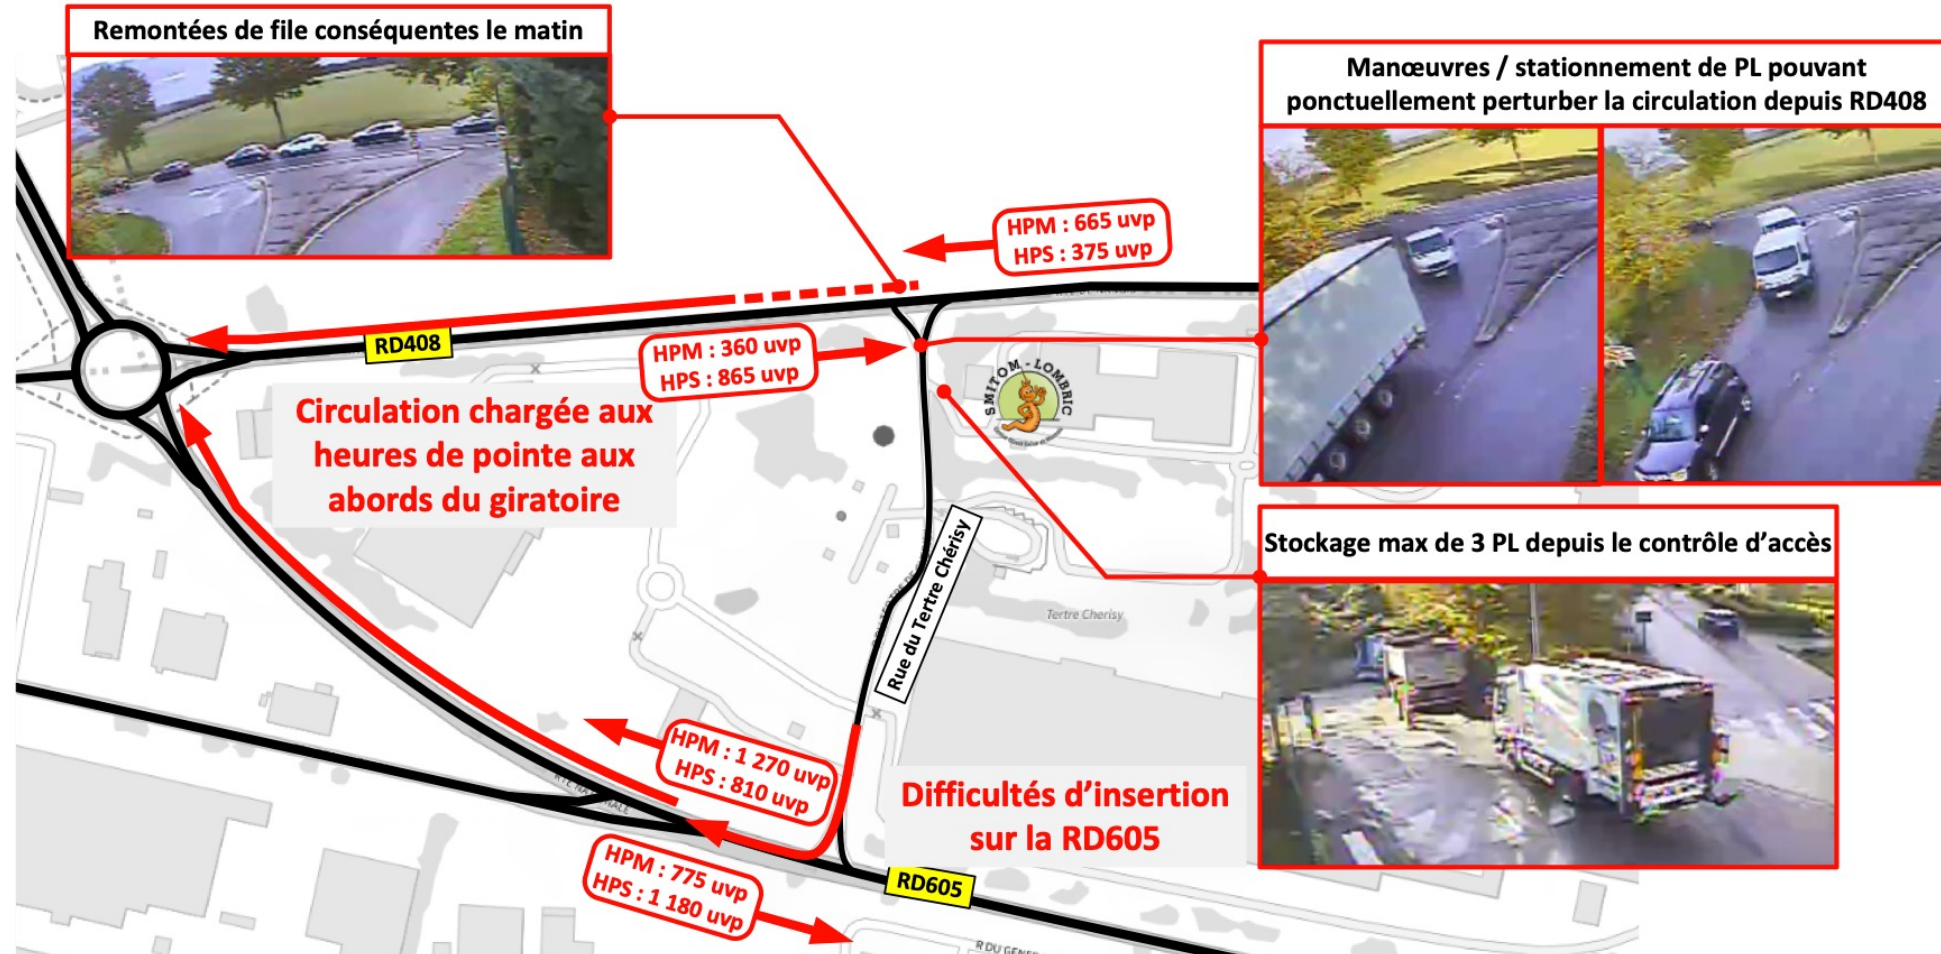 Remontées de file conséquentes le matin
Manœuvres / stationnement de PL pouvant
ponctuellement perturber la circulation depuis RD408
HPM : 665 uvp
HPS : 375 uvp
RD408
HPM : 360 uvp
HPS : 865 uvp
SMITOM - LOMBRIC
Circulation chargée aux
heures de pointe aux
abords du giratoire
Stockage max de 3 PL depuis le contrôle d’accès
Rue du Tertre Chérisy
Tertre Cherisy
HPM : 1 270 uvp
HPS : 810 uvp
RTE NATIONALE
Difficultés d’insertion
sur la RD605
HPM : 775 uvp
HPS : 1 180 uvp
RD605
R DU GENER